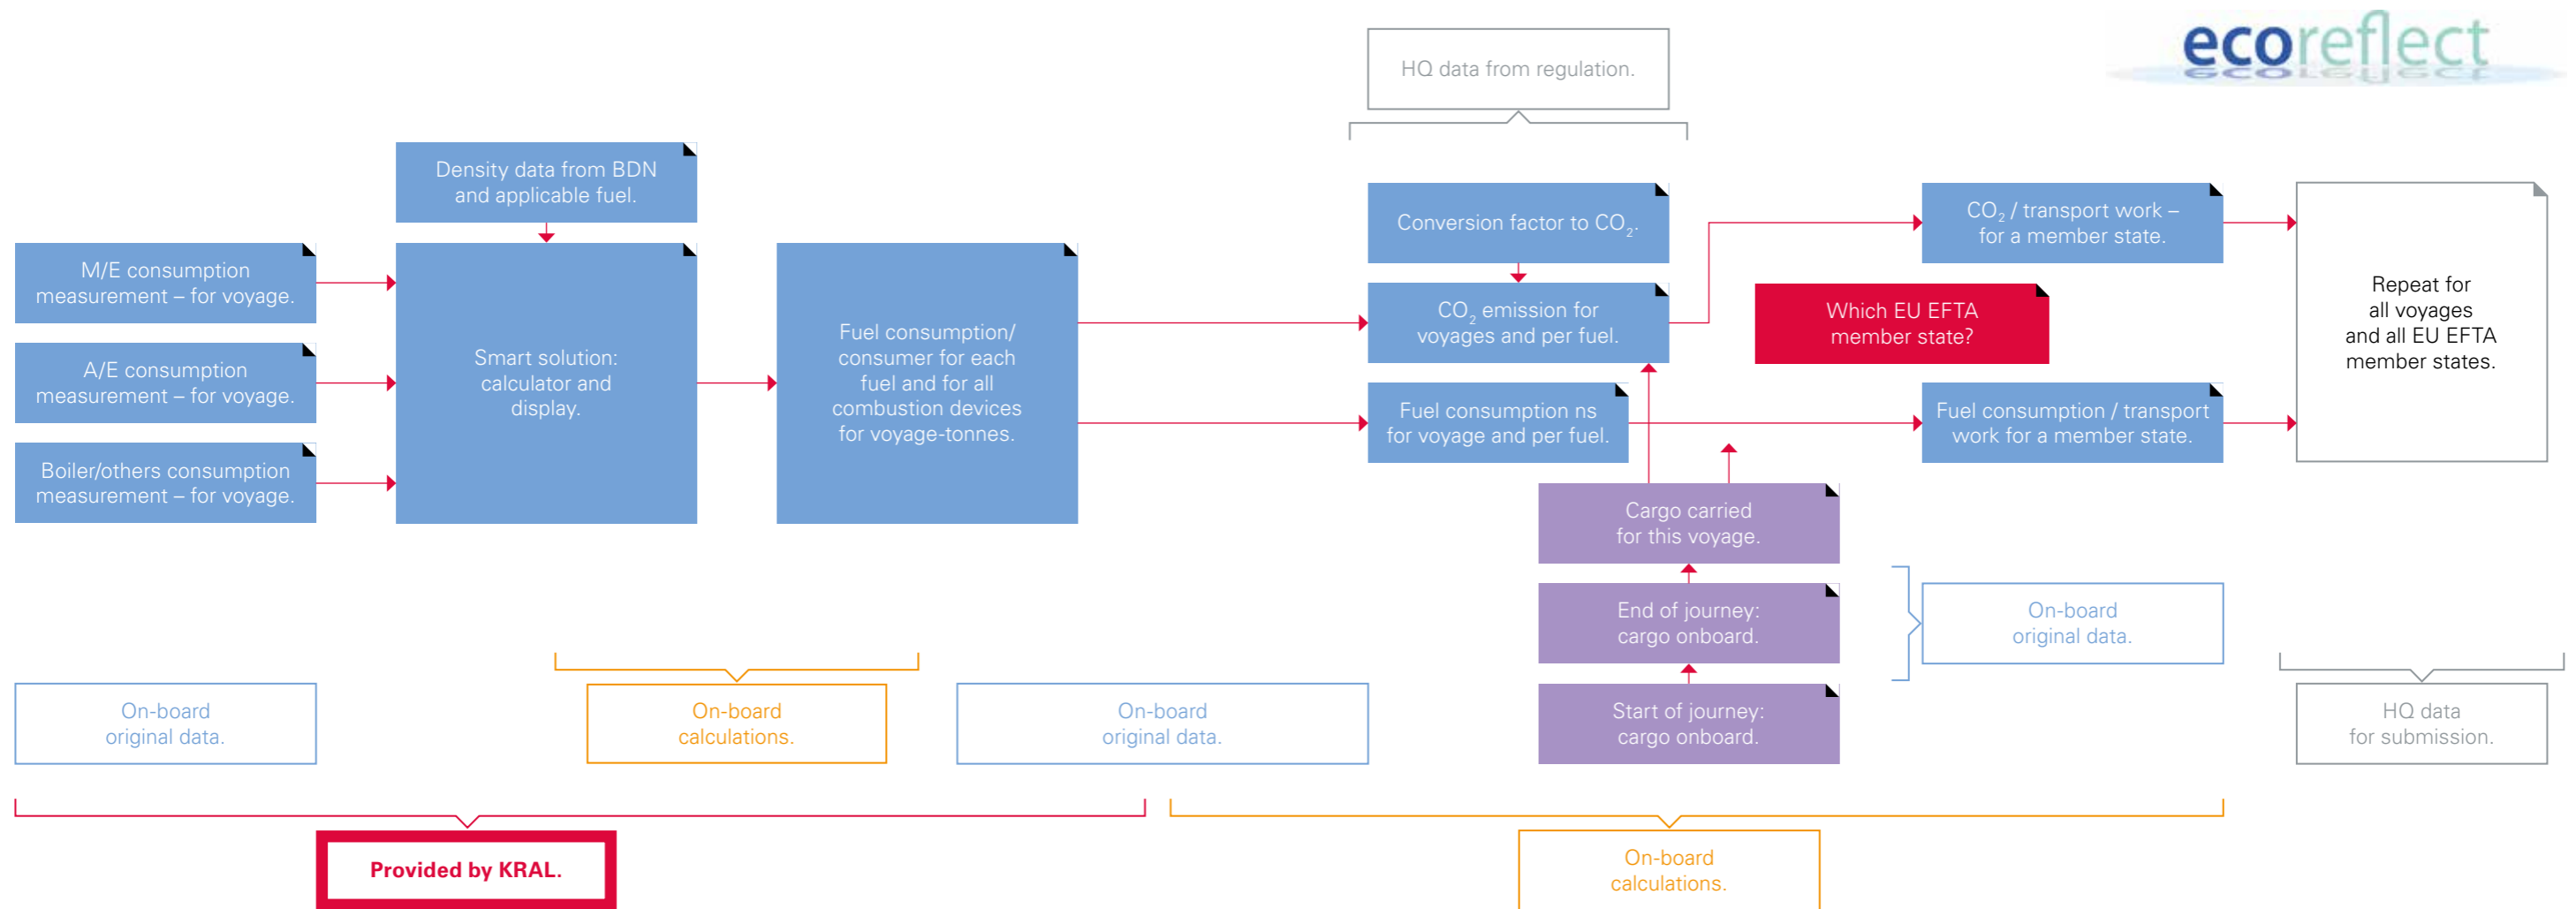 ecoreflect
HQ data from regulation.
Density data from BDN
and applicable fuel.
M/E consumption
measurement – for voyage.
A/E consumption
measurement – for voyage.
Boiler/others consumption
measurement – for voyage.
Smart solution:
calculator and
display.
Fuel consumption/
consumer for each
fuel and for all
combustion devices
for voyage-tonnes.
Conversion factor to CO₂.
CO₂ emission for
voyages and per fuel.
Fuel consumption ns
for voyage and per fuel.
Which EU EFTA
member state?
CO₂ / transport work –
for a member state.
Fuel consumption / transport
work for a member state.
Repeat for
all voyages
and all EU EFTA
member states.
Cargo carried
for this voyage.
End of journey:
cargo onboard.
Start of journey:
cargo onboard.
On-board
original data.
On-board
original data.
On-board
calculations.
On-board
original data.
HQ data
for submission.
Provided by KRAL.
On-board
calculations.